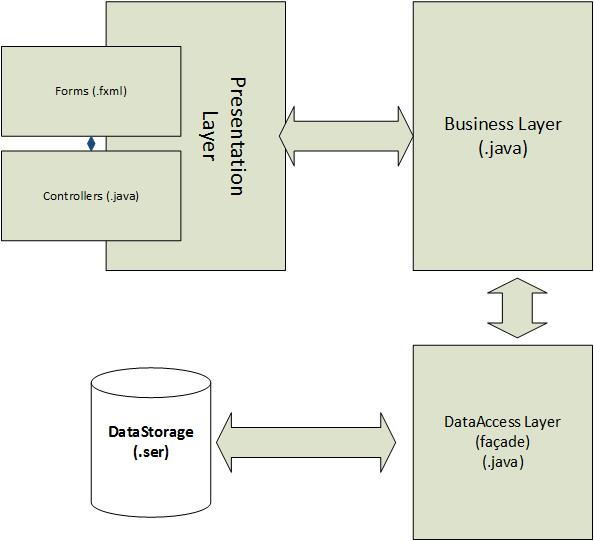 Forms (.fxml)
Controllers (.java)
Presentation
Layer
Business Layer
(.java)
DataStorage
(.ser)
DataAccess Layer
(façade)
(.java)